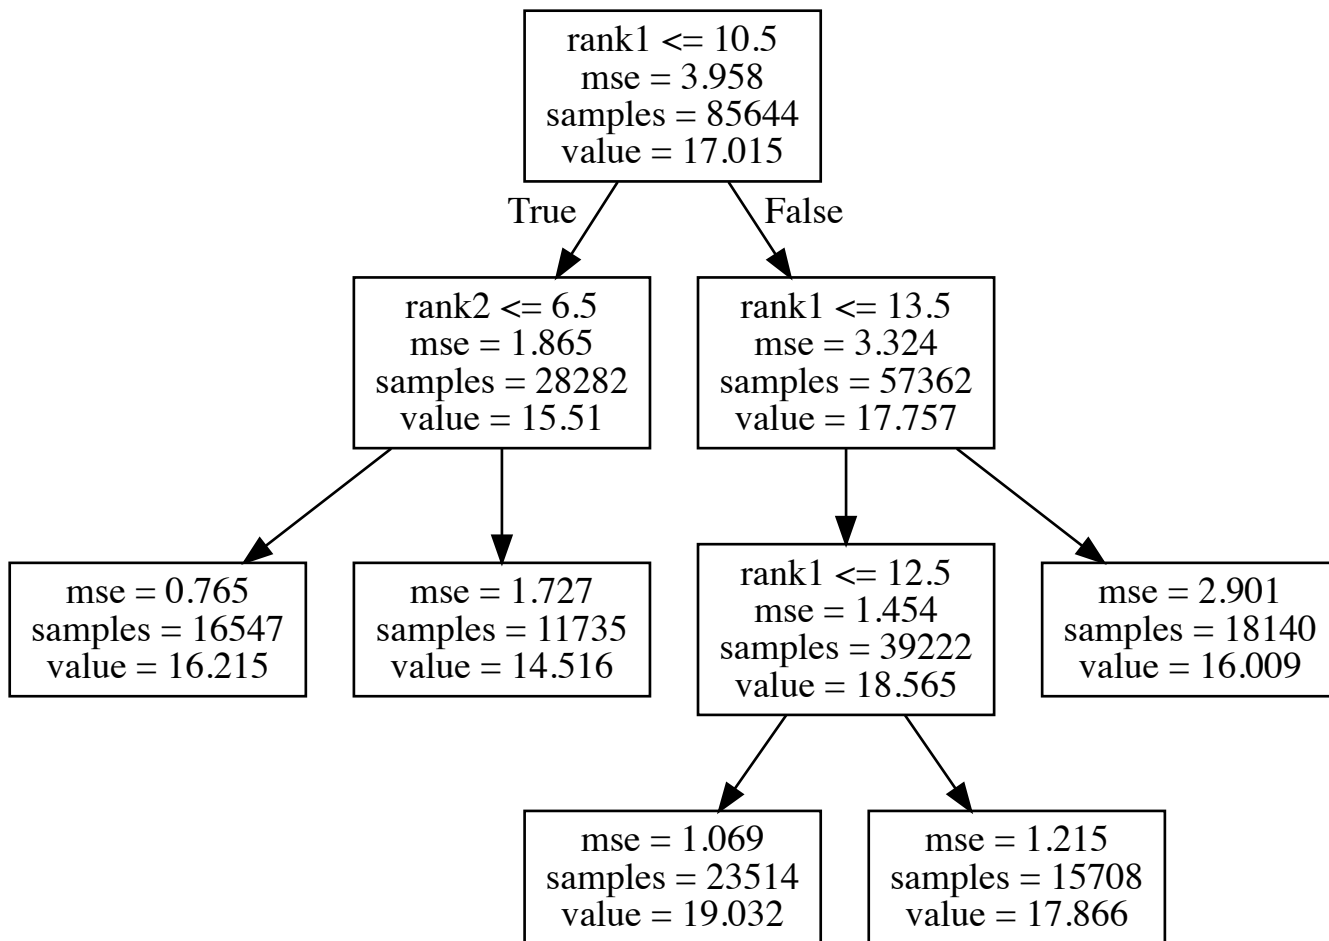 rank1 <= 10.5
mse = 3.958
samples = 85644
value = 17.015
True
False
rank2 <= 6.5
mse = 1.865
samples = 28282
value = 15.51
rank1 <= 13.5
mse = 3.324
samples = 57362
value = 17.757
mse = 0.765
samples = 16547
value = 16.215
mse = 1.727
samples = 11735
value = 14.516
rank1 <= 12.5
mse = 1.454
samples = 39222
value = 18.565
mse = 2.901
samples = 18140
value = 16.009
mse = 1.069
samples = 23514
value = 19.032
mse = 1.215
samples = 15708
value = 17.866